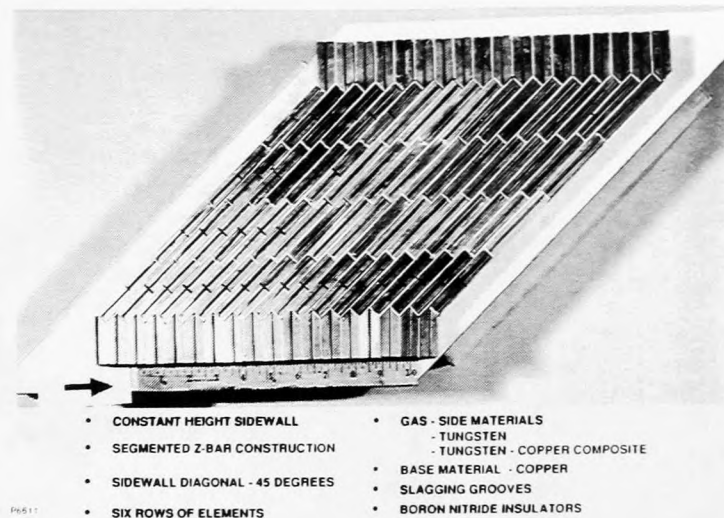 • CONSTANT HEIGHT SIDEWALL
• SEGMENTED Z-BAR CONSTRUCTION
• SIDEWALL DIAGONAL - 45 DEGREES
• SIX ROWS OF ELEMENTS
• GAS - SIDE MATERIALS
- TUNGSTEN
- TUNGSTEN - COPPER COMPOSITE
• BASE MATERIAL - COPPER
• SLAGGING GROOVES
• BORON NITRIDE INSULATORS